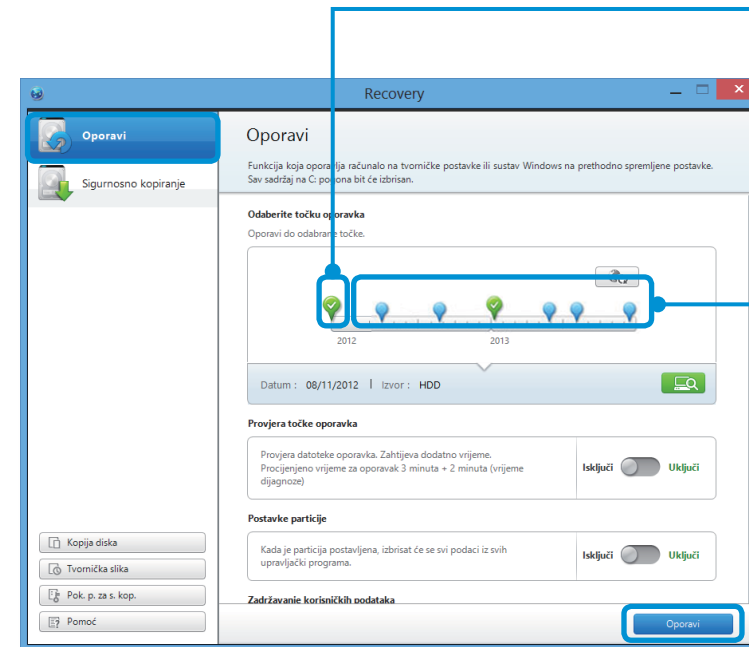 Recovery
Oporavi
Sigurnosno kopiranje
Oporavi
Funkcija koja oporavlja računalo na tvorničke postavke ili sustav Windows na prethodno spremljene postavke.
Sav sadržaj na C: pogona bit će izbrisan.
Odaberite točku oporavka
Oporavi do odabrane točke.
2012
2013
Datum : 08/11/2012 | Izvor : HDD
Provjera točke oporavka
Provjera datoteke oporavka. Zahtijeva dodatno vrijeme.
Procijenjeno vrijeme za oporavak 3 minuta + 2 minuta (vrijeme
dijagnoze)
Isključi Uključi
Postavke particije
Kada je particija postavljena, izbrisat će se svi podaci iz svih
upravljački programa.
Isključi Uključi
Zadržavanje korisničkih podataka
Kopija diska
Tvornička slika
Pok. p. za s. kop.
Pomoć
Oporavi